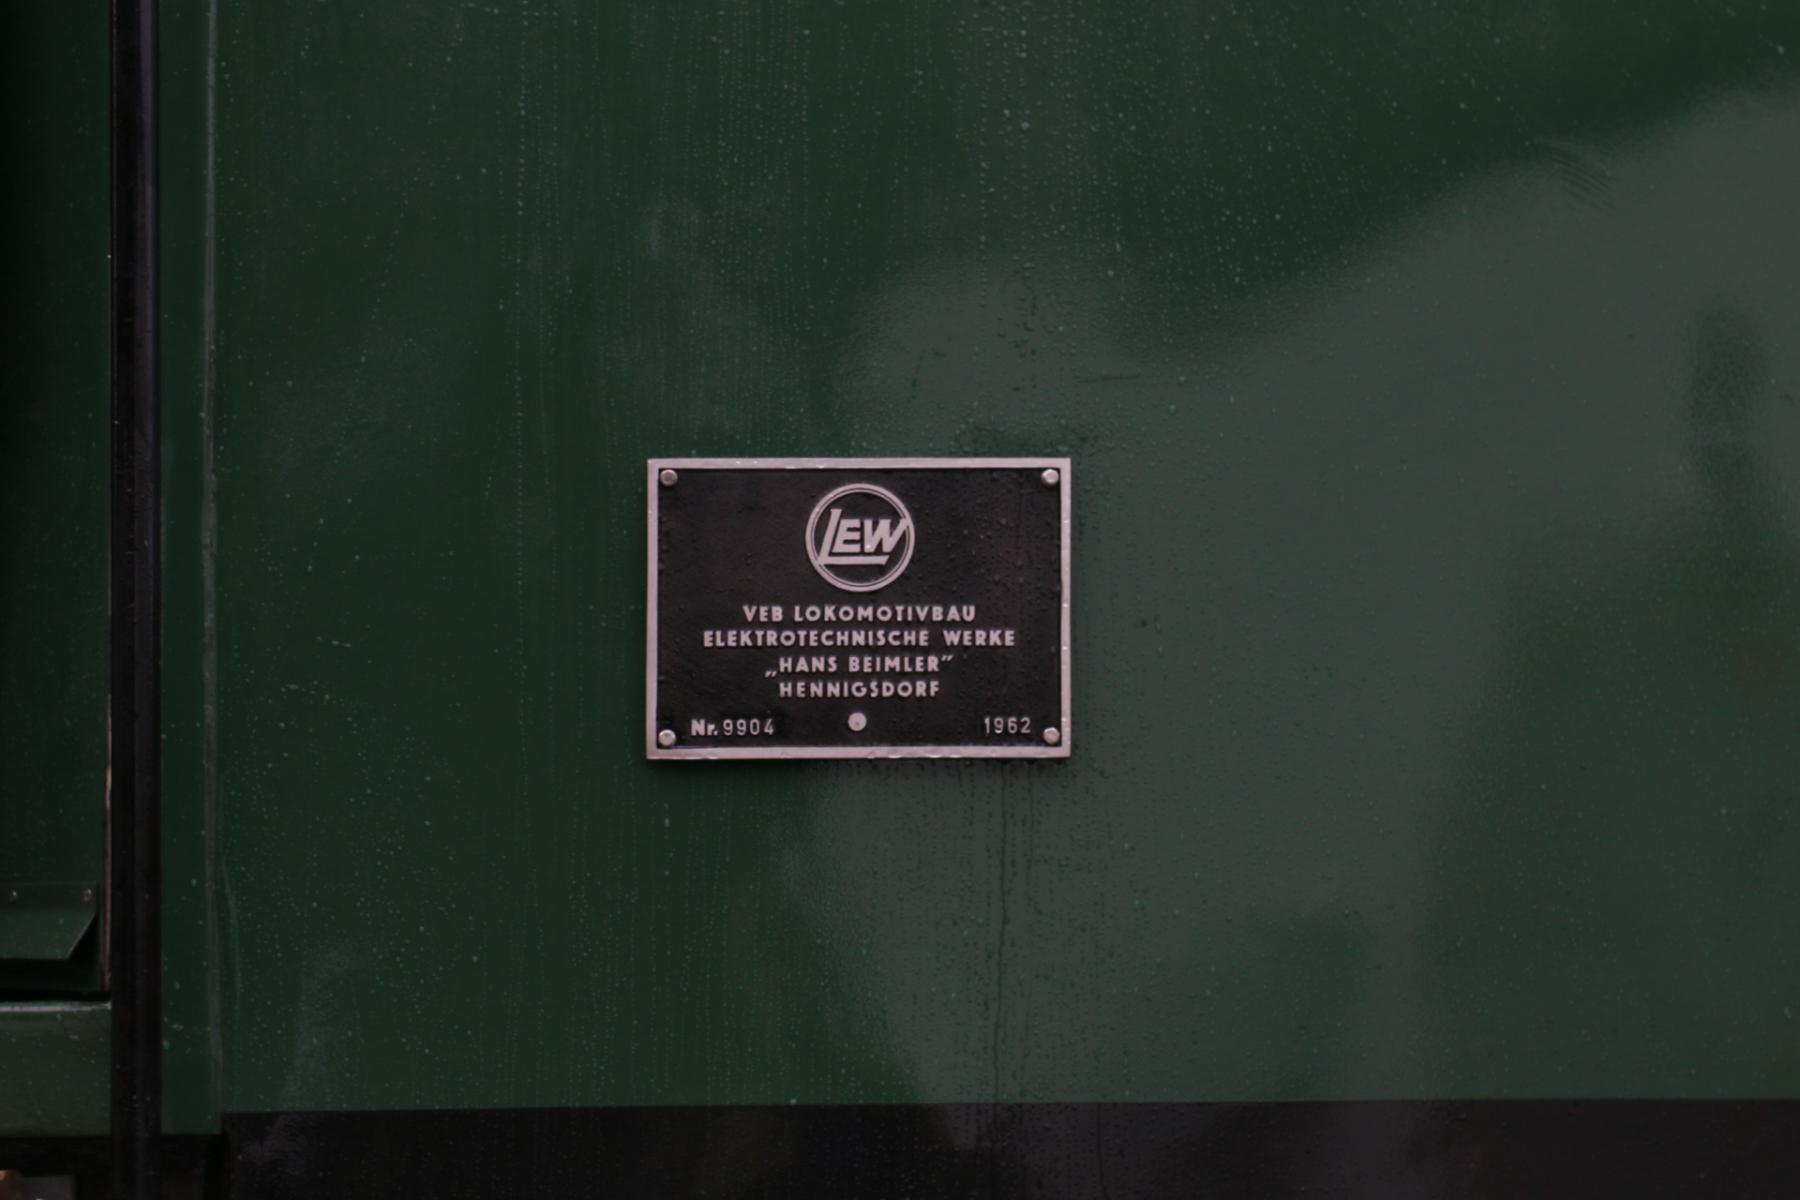 LEW
VEB LOKOMOTIVBAU
ELEKTROTECHNISCHE WERKE
„HANS BEIMLER”
HENNIGSDORF
Nr. 9904 1962